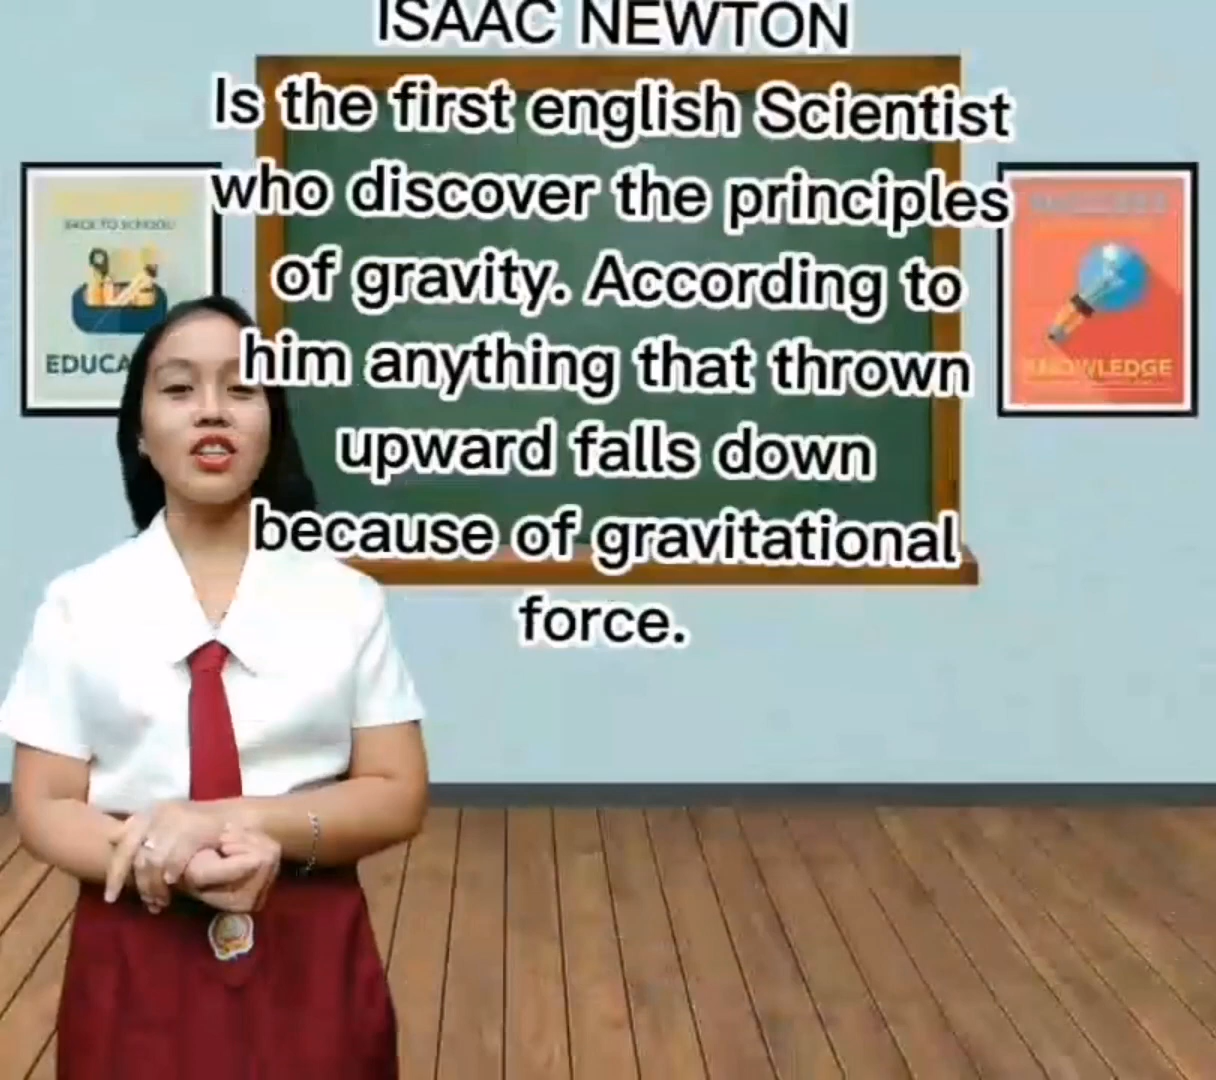 ISAAC NEWTON
Is the first english Scientist
who discover the principles
of gravity. According to
him anything that thrown
upward falls down
because of gravitational
force.
BACK TO SCHOOL
EDUCA
KNOWLEDGE